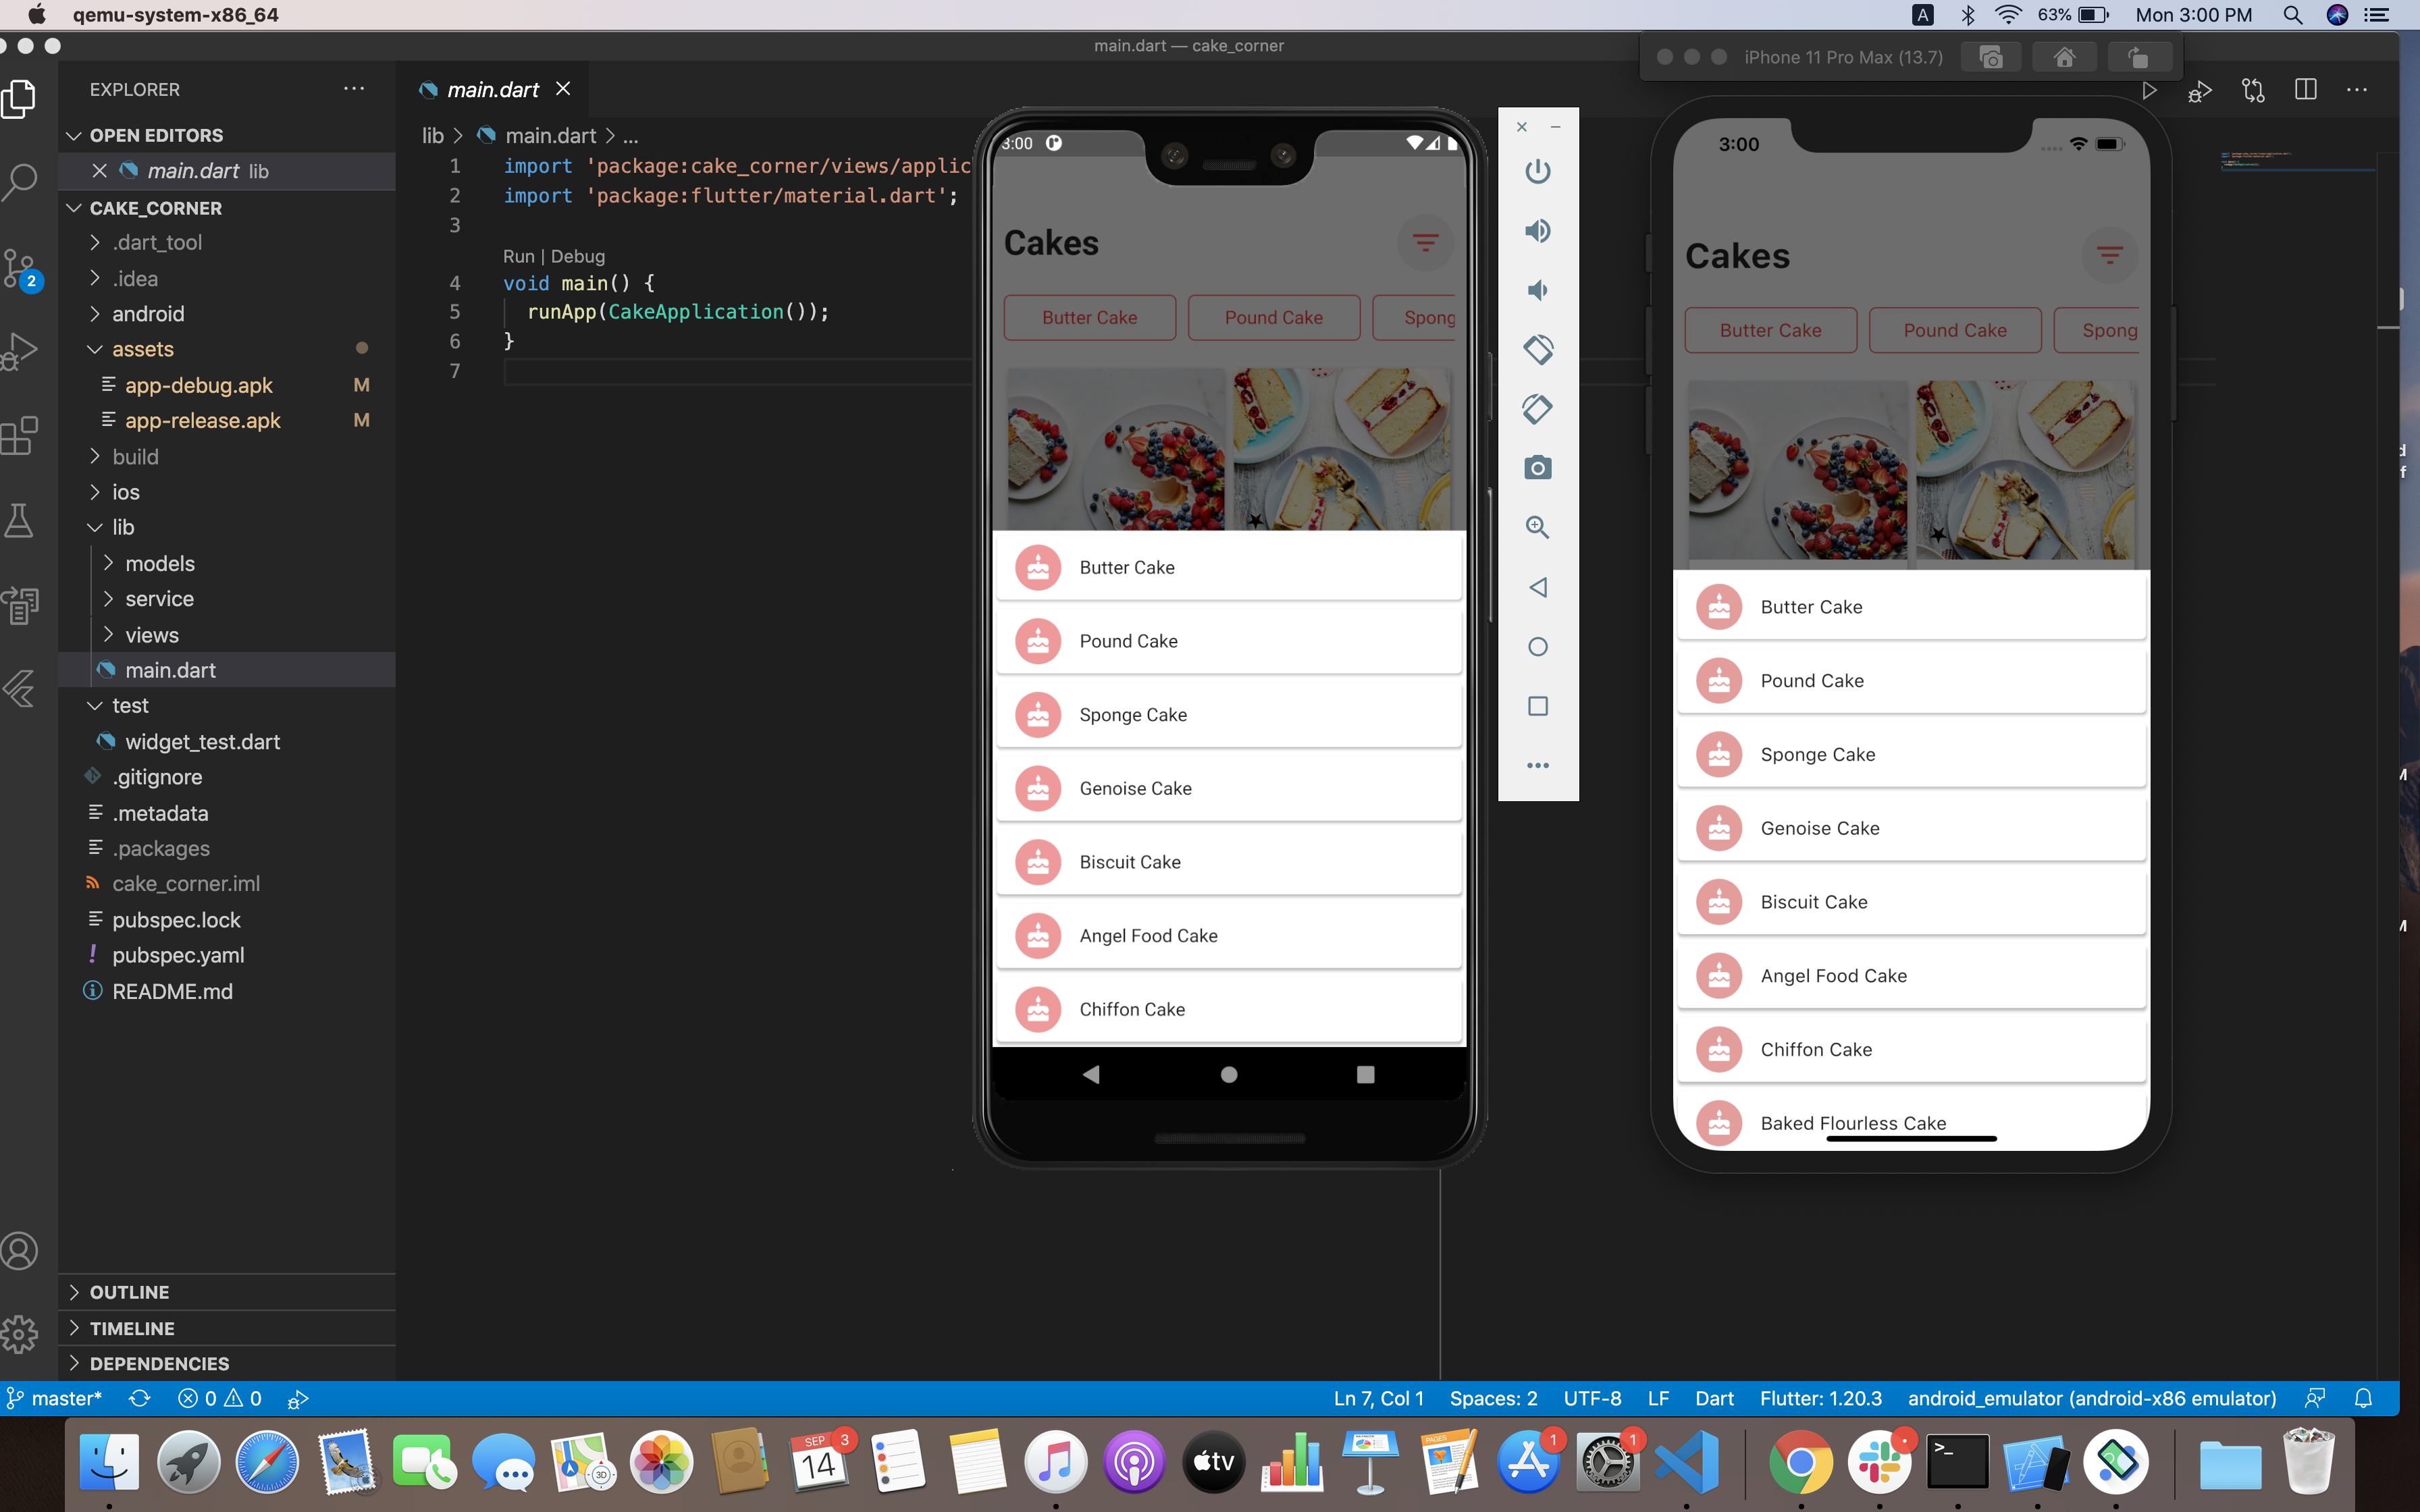 qemu-system-x86_64
A
63%
Mon 3:00 PM
main.dart — cake_corner
iPhone 11 Pro Max (13.7)
EXPLORER
OPEN EDITORS
main.dart lib
CAKE_CORNER
.dart_tool
.idea
android
assets
app-debug.apk M
app-release.apk M
build
ios
lib
models
service
views
main.dart
test
widget_test.dart
.gitignore
.metadata
.packages
cake_corner.iml
pubspec.lock
pubspec.yaml
README.md
OUTLINE
TIMELINE
DEPENDENCIES
2
main.dart
lib > main.dart > ...
1 import 'package:cake_corner/views/applic
2 import 'package:flutter/material.dart';
3
Run | Debug
4 void main() {
5 runApp(CakeApplication());
6 }
7
3:00
Cakes
Butter Cake
Pound Cake
Spong
Butter Cake
Pound Cake
Sponge Cake
Genoise Cake
Biscuit Cake
Angel Food Cake
Chiffon Cake
3:00
Cakes
Butter Cake
Pound Cake
Spong
Butter Cake
Pound Cake
Sponge Cake
Genoise Cake
Biscuit Cake
Angel Food Cake
Chiffon Cake
Baked Flourless Cake
master*
0
0
Ln 7, Col 1
Spaces: 2
UTF-8
LF
Dart
Flutter: 1.20.3
android_emulator (android-x86 emulator)
3D
SEP
14
3
tv
PAGES
1
1
>_